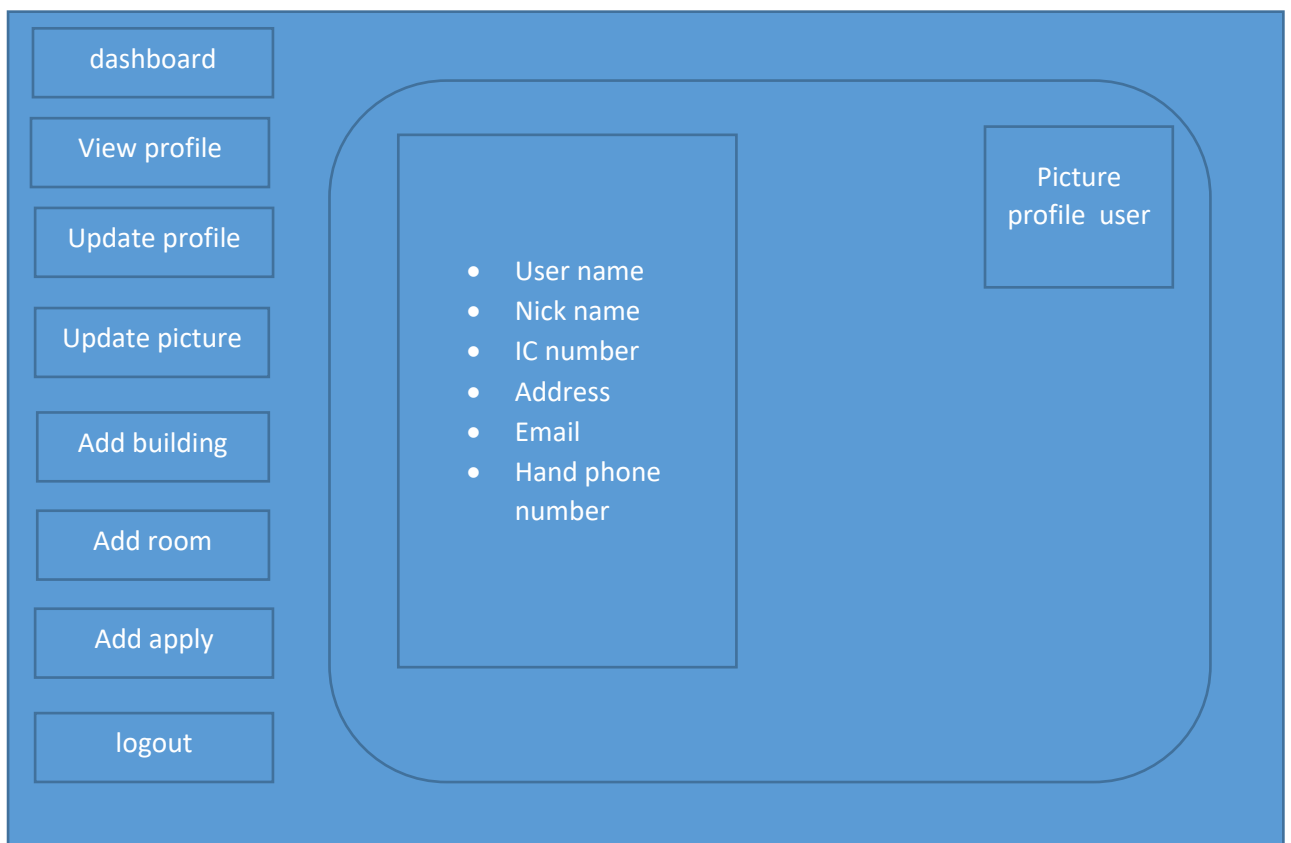 dashboard
View profile
Update profile
Update picture
Add building
Add room
Add apply
logout
• User name
• Nick name
• IC number
• Address
• Email
• Hand phone
number
Picture
profile  user